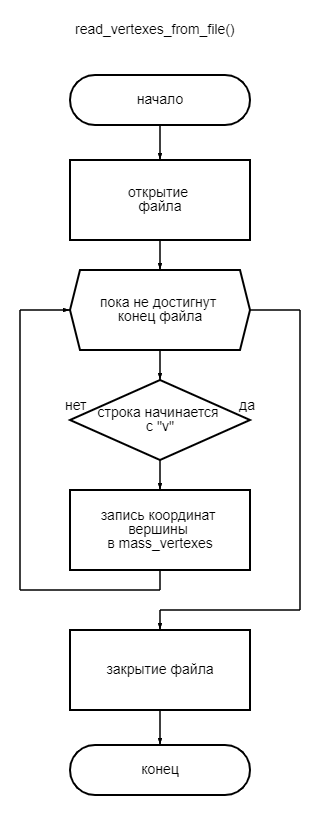 read_vertexes_from_file()
начало
открытие
файла
пока не достигнут
конец файла
нет
да
строка начинается
с "v"
запись координат
вершины
в mass_vertexes
закрытие файла
конец